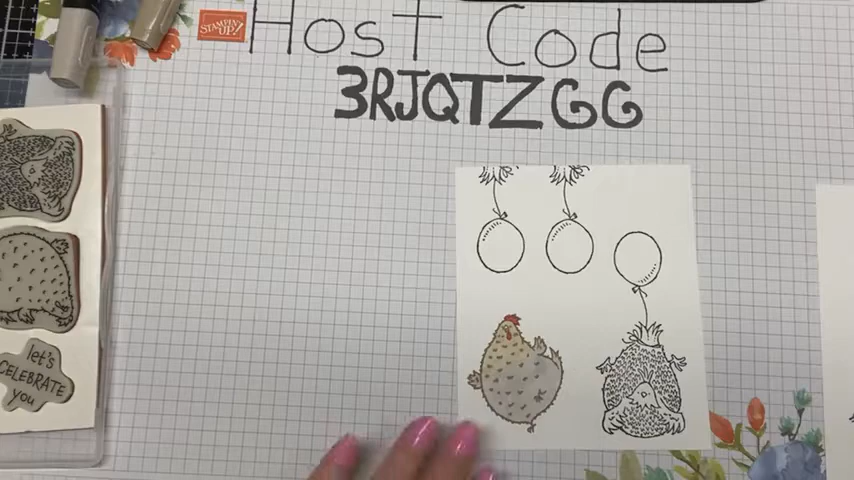 STAMPIN' UP!
Host Code
3RJQTZGG
let's
CELEBRATE
you